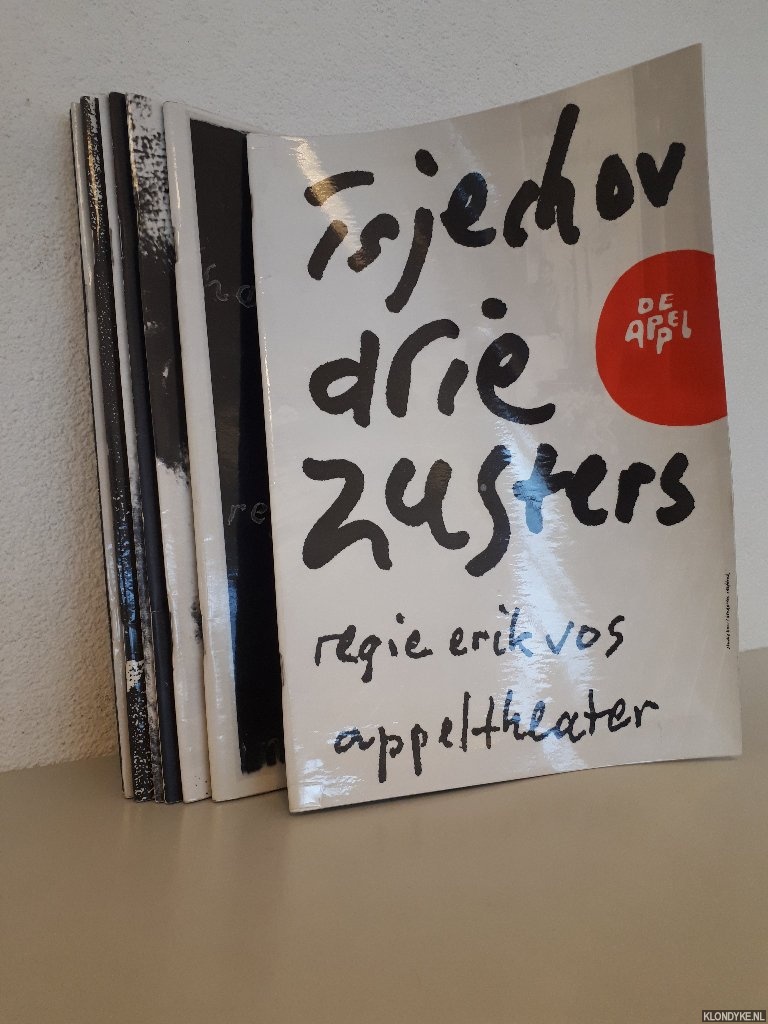 Tsjechov
drie
zusters
DE
APPEL
regie erik vos
appeltheater
KLONDYKE.NL